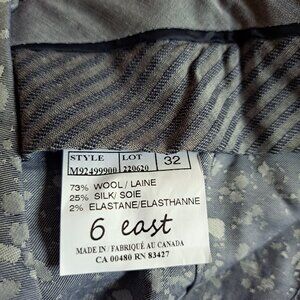 STYLE LOT 32
M92499900 220620
73% WOOL/LAINE
25% SILK/SOIE
2% ELASTANE/ELASTHANNE
6 east
MADE IN/FABRIQUÉ AU CANADA
CA 00480 RN 83427